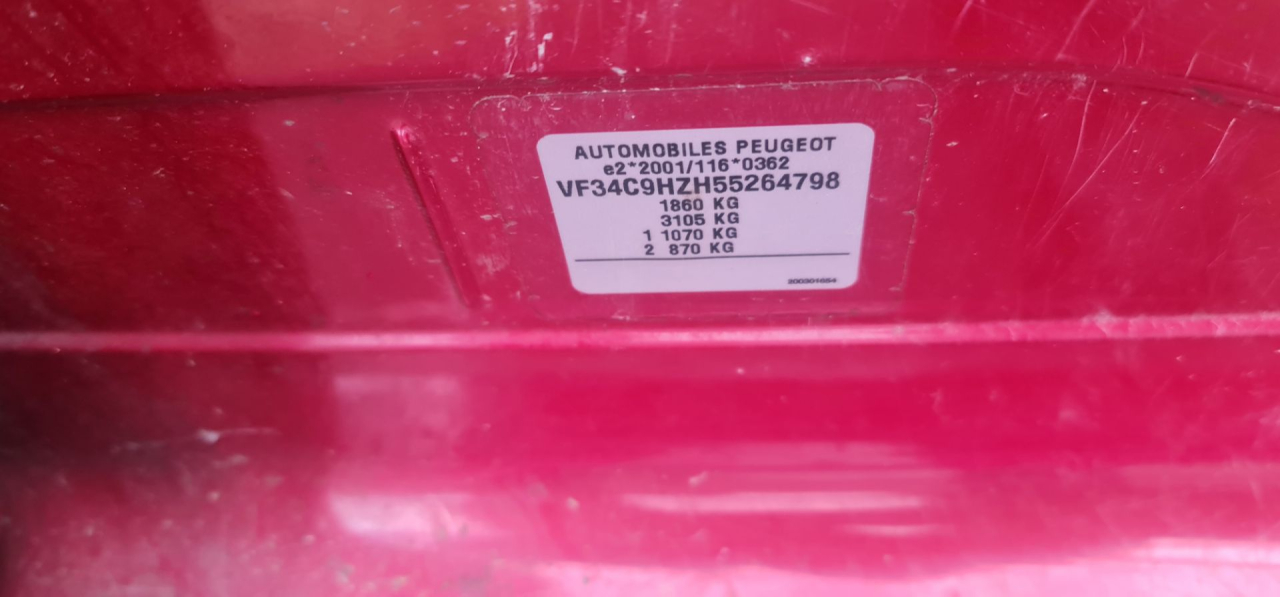 AUTOMOBILES PEUGEOT
e2*2001/116*0362
VF34C9HZH55264798
1860 KG
3105 KG
1 1070 KG
2 870 KG